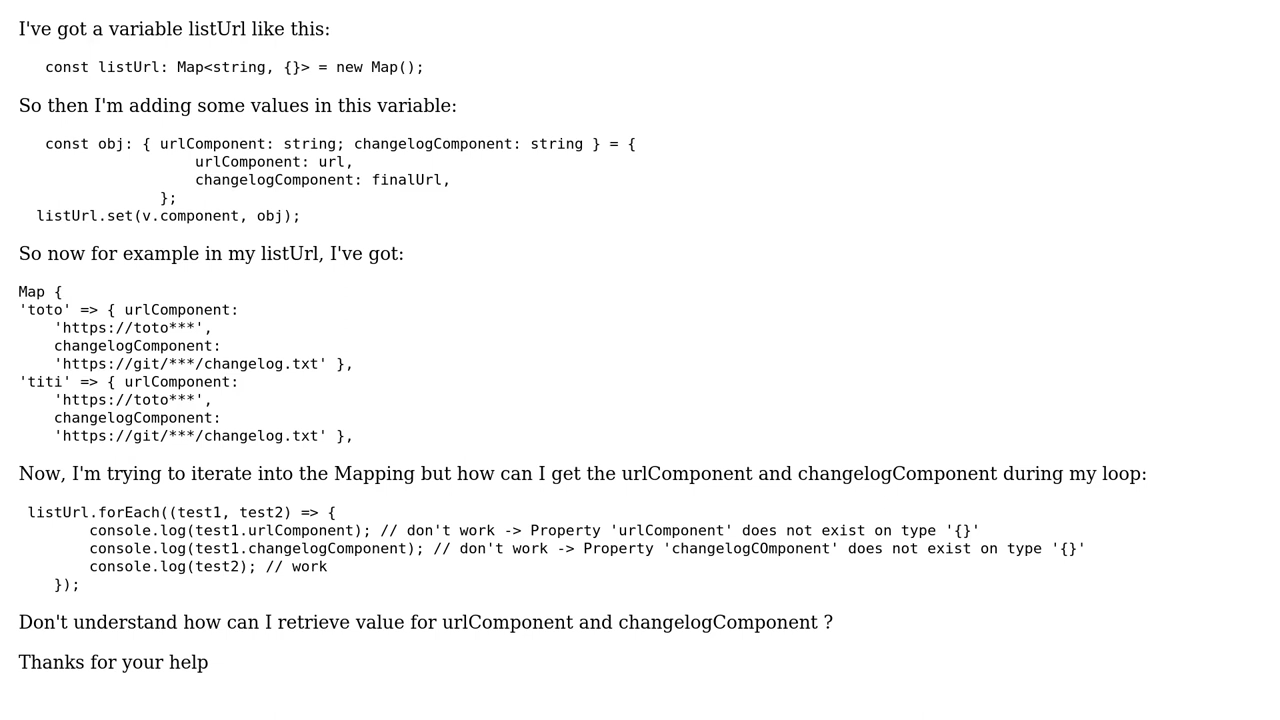 I've got a variable listUrl like this:
const listUrl: Map<string, {}> = new Map();
So then I'm adding some values in this variable:
const obj: { urlComponent: string; changelogComponent: string } = {
urlComponent: url,
changelogComponent: finalUrl,
};
listUrl.set(v.component, obj);
So now for example in my listUrl, I've got:
Map {
'toto' => { urlComponent:
'https://toto***',
changelogComponent:
'https://git/***/changelog.txt' },
'titi' => { urlComponent:
'https://toto***',
changelogComponent:
'https://git/***/changelog.txt' },
Now, I'm trying to iterate into the Mapping but how can I get the urlComponent and changelogComponent during my loop:
listUrl.forEach((test1, test2) => {
console.log(test1.urlComponent); // don't work -> Property 'urlComponent' does not exist on type '{}'
console.log(test1.changelogComponent); // don't work -> Property 'changelogCOmponent' does not exist on type '{}'
console.log(test2); // work
});
Don't understand how can I retrieve value for urlComponent and changelogComponent ?
Thanks for your help